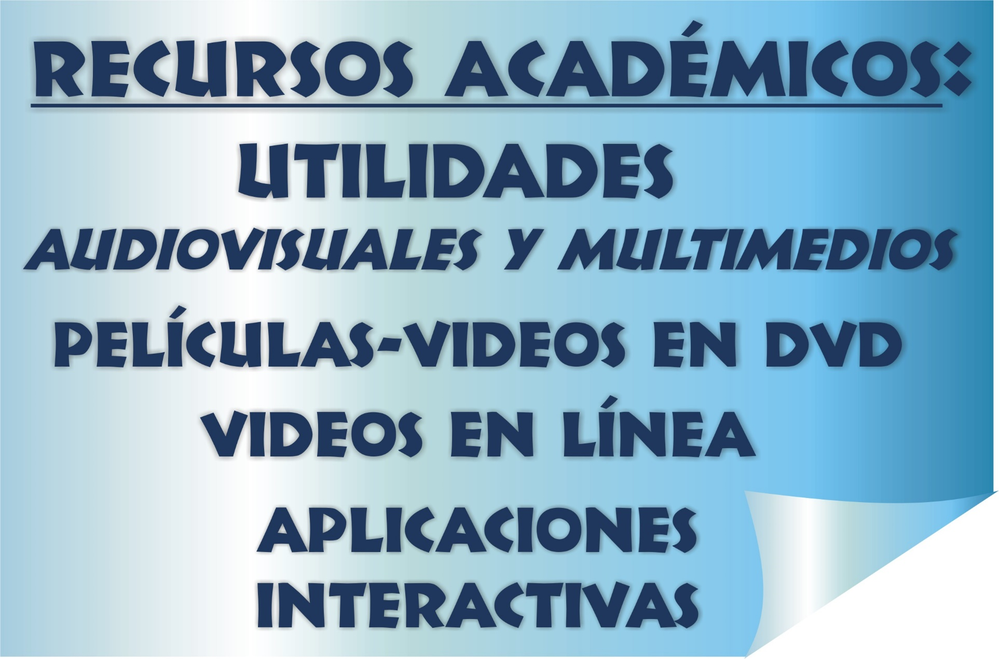 RECURSOS ACADÉMICOS:
UTILIDADES
AUDIOVISUALES Y MULTIMEDIOS
PELÍCULAS-VIDEOS EN DVD
VIDEOS EN LÍNEA
APLICACIONES
INTERACTIVAS